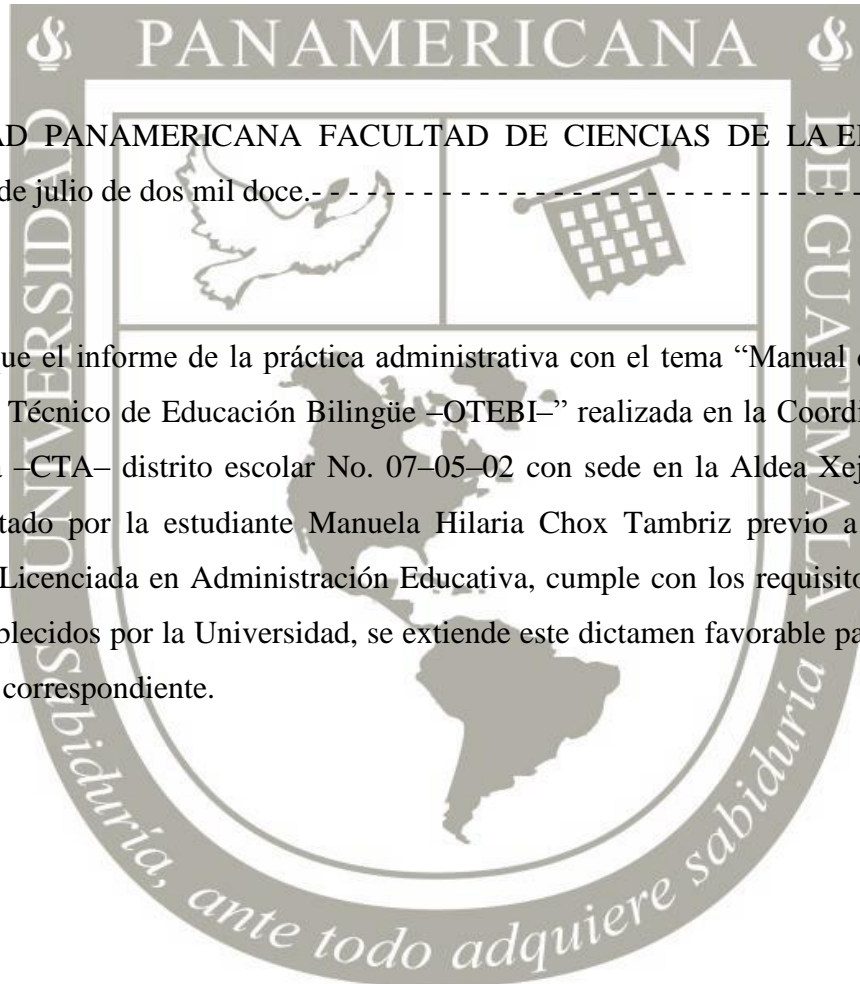 PANAMERICANA
UNIVERSIDAD
DE GUATEMALA
AD PANAMERICANA FACULTAD DE CIENCIAS DE LA E
de julio de dos mil doce.- - - - - - - - - - - - - - - - - - - - - - - - - - - - -
ue el informe de la práctica administrativa con el tema “Manual
Técnico de Educación Bilingüe –OTEBI–” realizada en la Coordi
–CTA– distrito escolar No. 07–05–02 con sede en la Aldea Xej
tado por la estudiante Manuela Hilaria Chox Tambriz previo a
Licenciada en Administración Educativa, cumple con los requisito
blecidos por la Universidad, se extiende este dictamen favorable pa
correspondiente.
Sabiduría, ante todo adquiere sabiduría